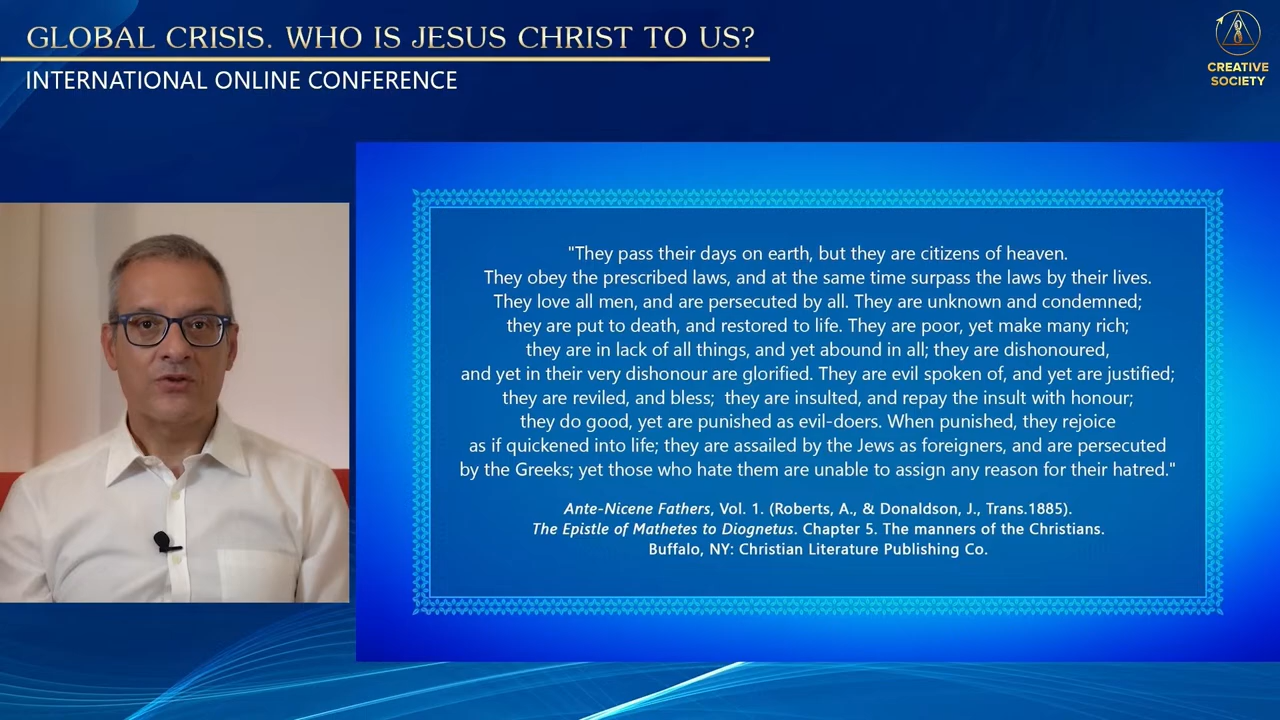 GLOBAL CRISIS. WHO IS JESUS CHRIST TO US?
INTERNATIONAL ONLINE CONFERENCE
CREATIVE
SOCIETY
"They pass their days on earth, but they are citizens of heaven.
They obey the prescribed laws, and at the same time surpass the laws by their lives.
They love all men, and are persecuted by all. They are unknown and condemned;
they are put to death, and restored to life. They are poor, yet make many rich;
they are in lack of all things, and yet abound in all; they are dishonoured,
and yet in their very dishonour are glorified. They are evil spoken of, and yet are justified;
they are reviled, and bless;  they are insulted, and repay the insult with honour;
they do good, yet are punished as evil-doers. When punished, they rejoice
as if quickened into life; they are assailed by the Jews as foreigners, and are persecuted
by the Greeks; yet those who hate them are unable to assign any reason for their hatred."
Ante-Nicene Fathers, Vol. 1. (Roberts, A., & Donaldson, J., Trans.1885).
The Epistle of Mathetes to Diognetus. Chapter 5. The manners of the Christians.
Buffalo, NY: Christian Literature Publishing Co.